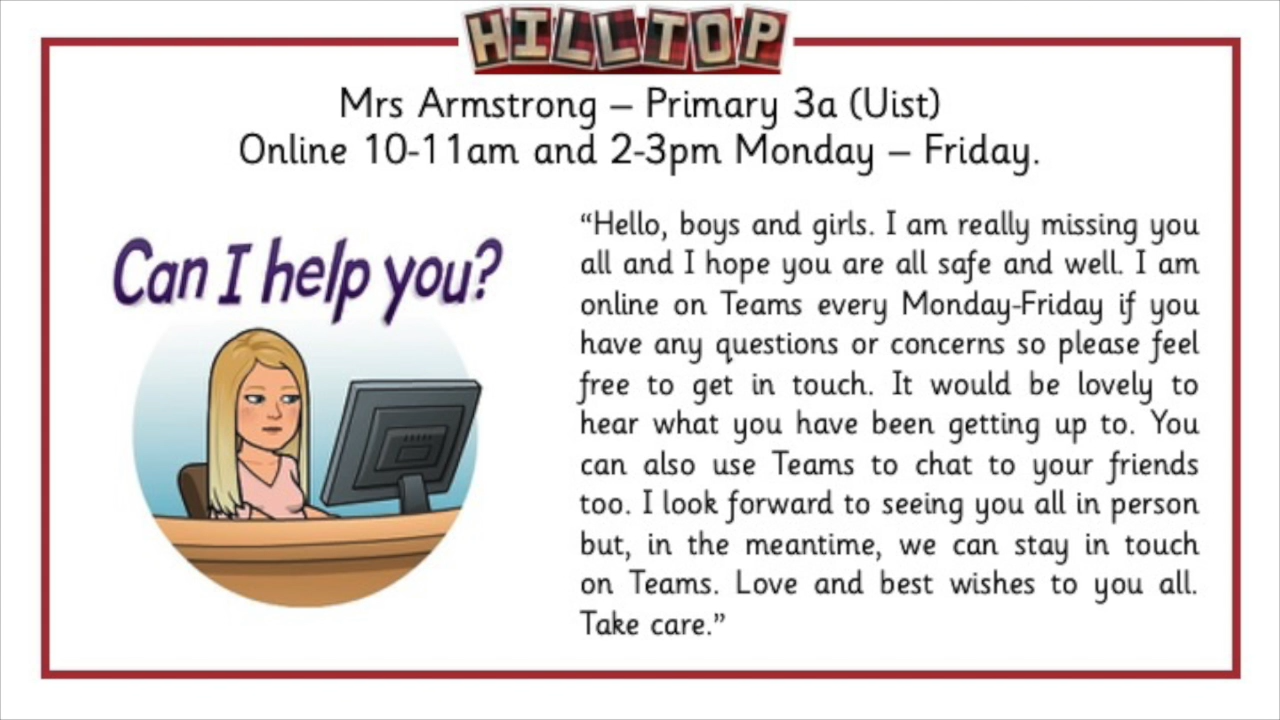 HILLTOP
Mrs Armstrong – Primary 3a (Uist)
Online 10-11am and 2-3pm Monday – Friday.
Can I help you?
“Hello, boys and girls. I am really missing you
all and I hope you are all safe and well. I am
online on Teams every Monday-Friday if you
have any questions or concerns so please feel
free to get in touch. It would be lovely to
hear what you have been getting up to. You
can also use Teams to chat to your friends
too. I look forward to seeing you all in person
but, in the meantime, we can stay in touch
on Teams. Love and best wishes to you all.
Take care.”